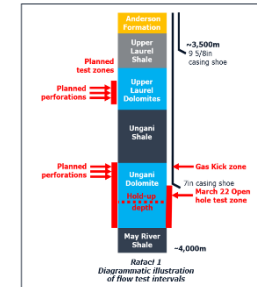 Anderson
Formation
Upper
Laurel
Shale
~3,500m
9 5/8in
casing shoe
Planned
test zones
Planned
perforations
Upper
Laurel
Dolomites
Ungani
Shale
Planned
perforations
Gas Kick zone
Ungani
Dolomite
7in casing shoe
March 22 Open
hole test zone
Hold-up
depth
May River
Shale
~4,000m
Rafael 1
Diagrammatic illustration
of flow test intervals